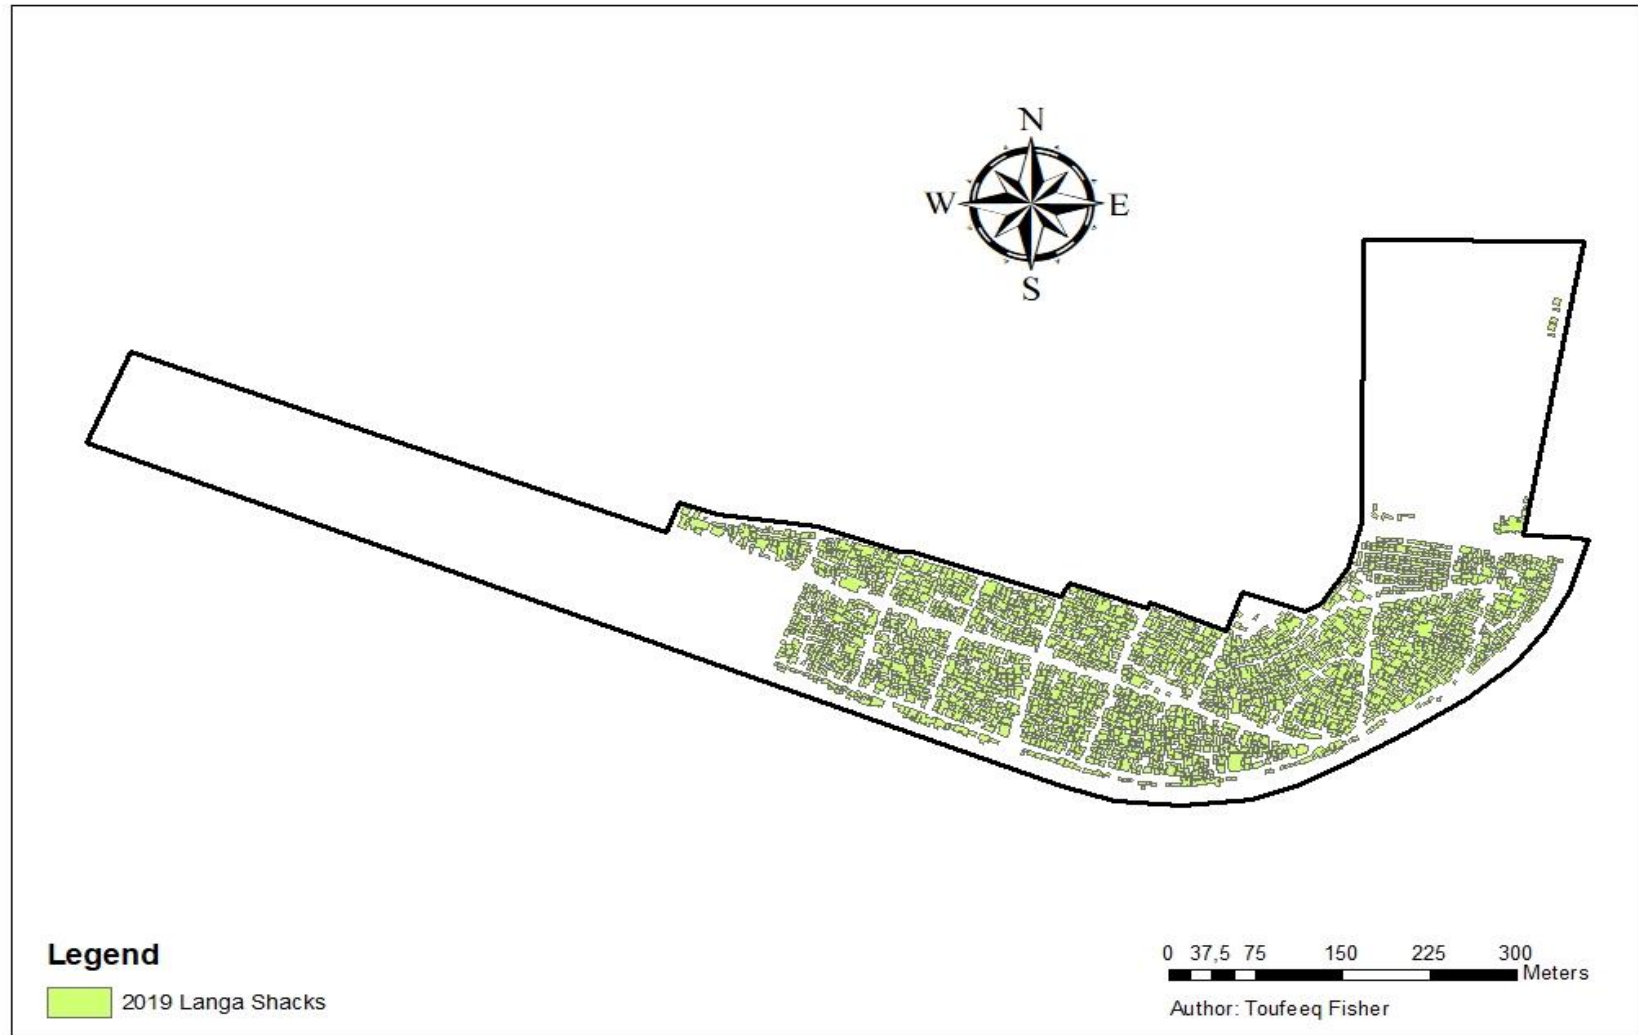 N
W E
S
Legend
2019 Langa Shacks
0 37,5 75 150 225 300
Meters
Author: Toufeeq Fisher